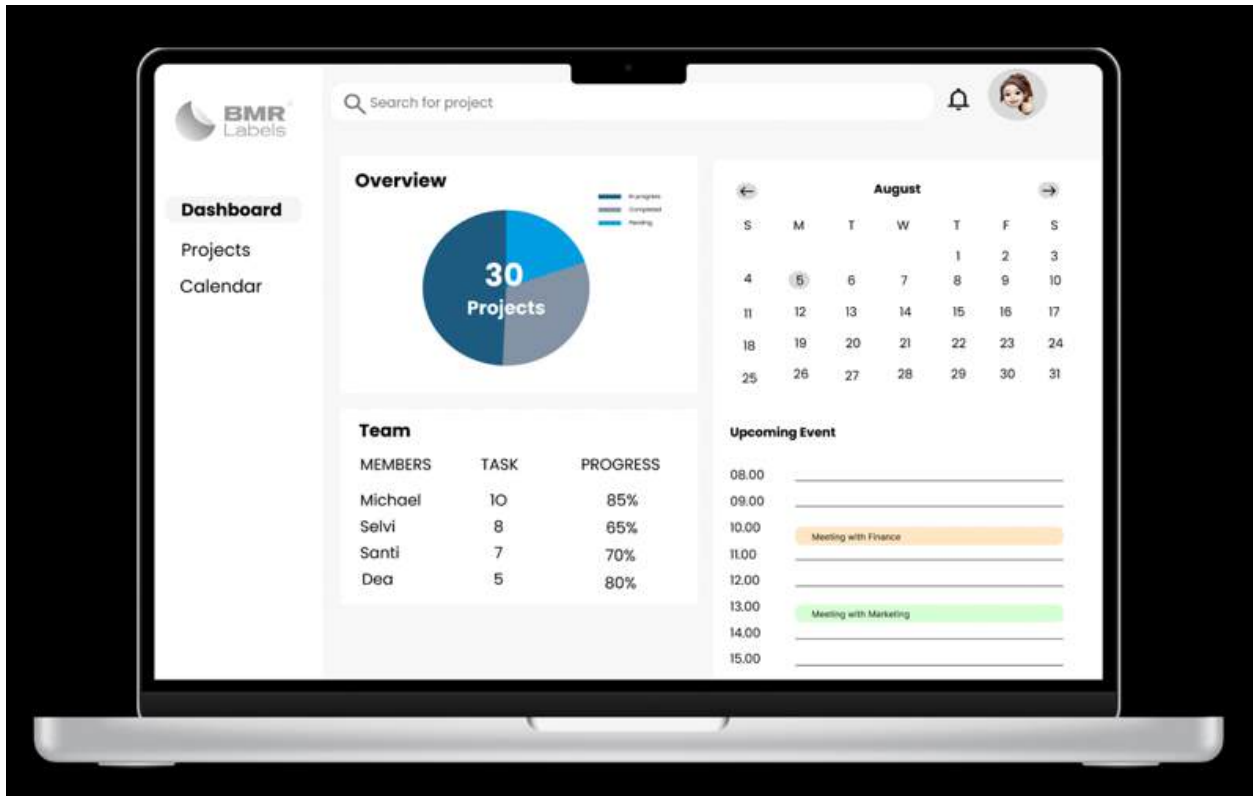 BMR
Labels
Search for project
Dashboard
Projects
Calendar
Overview
In progress
Completed
Pending
30
Projects
Team
MEMBERS TASK PROGRESS
Michael 10 85%
Selvi 8 65%
Santi 7 70%
Dea 5 80%
August
S M T W T F S
1 2 3
4 5 6 7 8 9 10
11 12 13 14 15 16 17
18 19 20 21 22 23 24
25 26 27 28 29 30 31
Upcoming Event
08.00
09.00
10.00
Meeting with Finance
11.00
12.00
13.00
Meeting with Marketing
14.00
15.00